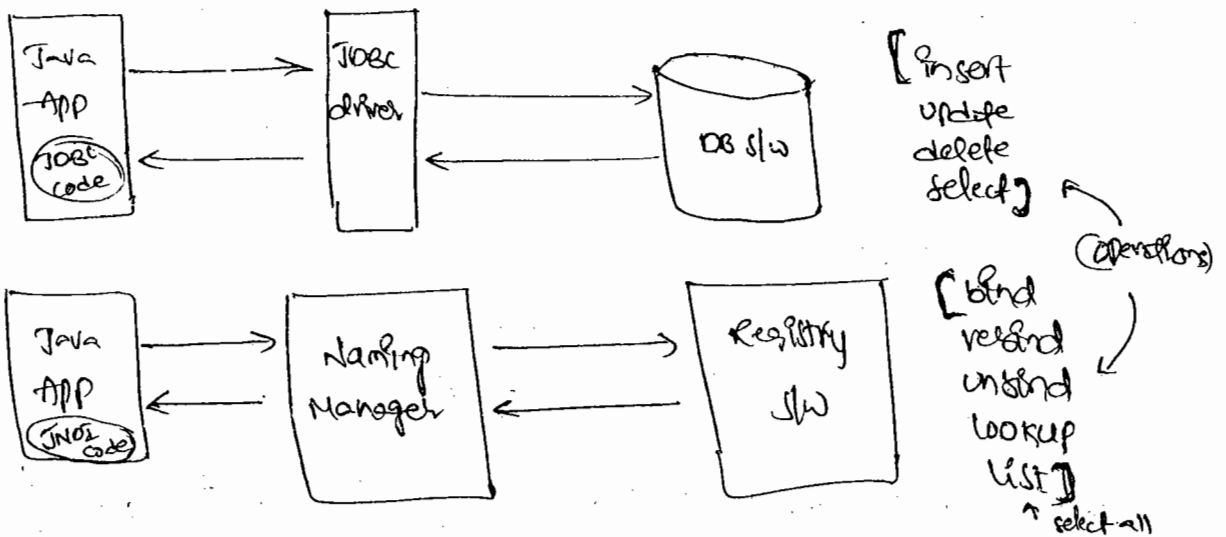 Java
App
JDBC
code
JDBC
driver
DB S/W
[insert
update
delete
select]
(operations)
Java
App
JNDI
code
Naming
Manager
Registry
S/W
[bind
rebind
unbind
lookup
list]
select all